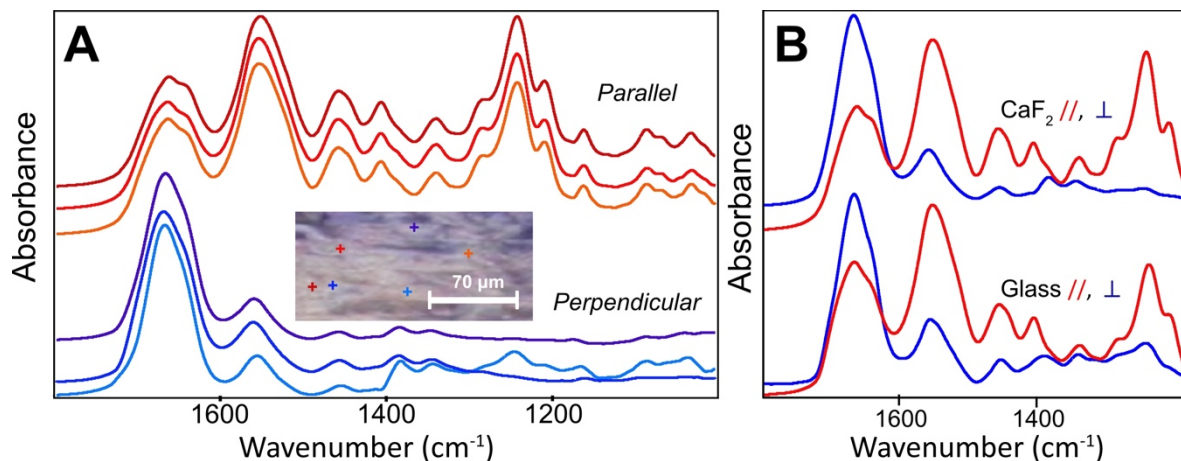 A
Parallel
70 µm
Perpendicular
Absorbance
1600
1400
1200
Wavenumber (cm⁻¹)
B
CaF₂ //, ⊥
Glass //, ⊥
Absorbance
1600
1400
Wavenumber (cm⁻¹)